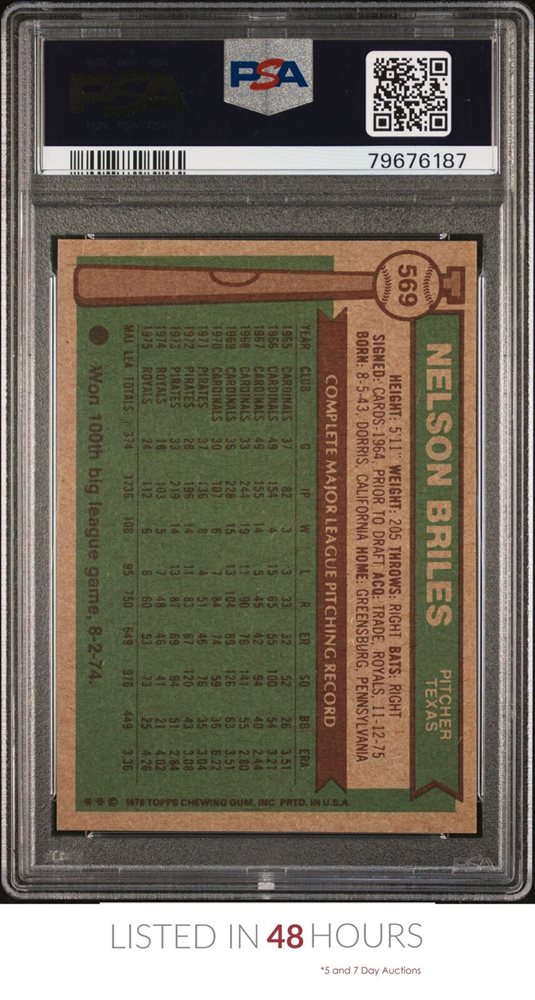 PSA
PSA
79676187
569
NELSON BRILES
PITCHER
TEXAS
HEIGHT: 5'11" WEIGHT: 205 THROWS: RIGHT BATS: RIGHT
SIGNED: CARDS-1964, PRIOR TO DRAFT ACQ: TRADE, ROYALS, 11-12-75
BORN: 8-5-43, DORRIS, CALIFORNIA HOME: GREENSBURG, PENNSYLVANIA
COMPLETE MAJOR LEAGUE PITCHING RECORD
YEAR CLUB G IP W L R ER SO BB ERA
1965 CARDINALS 37 82 3 3 33 32 52 26 3.51
1966 CARDINALS 49 154 4 15 65 55 100 54 3.21
1967 CARDINALS 49 155 14 5 45 42 94 40 2.44
1968 CARDINALS 33 244 19 11 90 76 141 55 2.80
1969 CARDINALS 36 228 15 13 104 89 126 63 3.51
1970 CARDINALS 30 107 6 7 84 74 59 36 6.22
1971 PIRATES 37 136 8 4 51 46 76 35 3.04
1972 PIRATES 28 196 14 11 83 67 120 43 3.08
1973 PIRATES 33 219 14 13 87 69 94 51 2.84
1974 ROYALS 18 103 5 7 48 46 41 21 4.02
1975 ROYALS 24 112 6 6 60 53 73 25 4.26
MAJ. LEA. TOTALS 374 1736 108 95 750 649 976 449 3.36
Won 100th big league game, 8-2-74.
** © 1976 TOPPS CHEWING GUM, INC. PRTD. IN U.S.A.
PSA
LISTED IN 48 HOURS
*5 and 7 Day Auctions